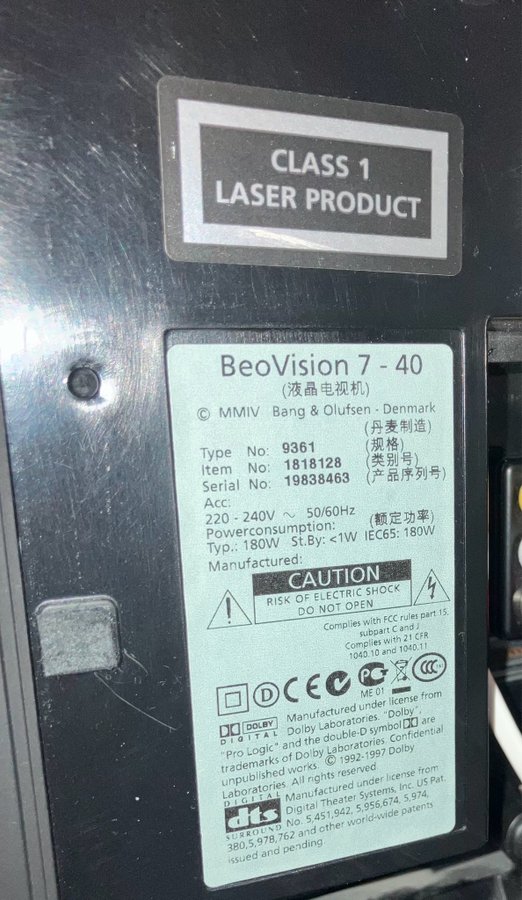 CLASS 1
LASER PRODUCT
BeoVision 7 - 40
(液晶电视机)
© MMIV Bang & Olufsen - Denmark
(丹麦制造)
Type No: 9361 (规格)
Item No: 1818128 (类别号)
Serial No: 19838463 (产品序列号)
Acc:
220 - 240V ~ 50/60Hz (额定功率)
Powerconsumption:
Typ.: 180W St.By: <1W IEC65: 180W
Manufactured:
CAUTION
RISK OF ELECTRIC SHOCK
DO NOT OPEN
Complies with FCC rules part 15.
subpart C and J
Complies with 21 CFR
1040.10 and 1040.11
D CE PG CCC
ME 01
DOLBY
DIGITAL
Manufactured under license from
Dolby Laboratories. "Dolby",
"Pro Logic" and the double-D symbol are
trademarks of Dolby Laboratories. Confidential
unpublished works. © 1992-1997 Dolby
Laboratories. All rights reserved.
DIGITAL
dts
SURROUND
Manufactured under license from
Digital Theater Systems, Inc. US Pat.
No. 5,451,942, 5,956,674, 5,974,
380,5,978,762 and other world-wide patents
issued and pending.